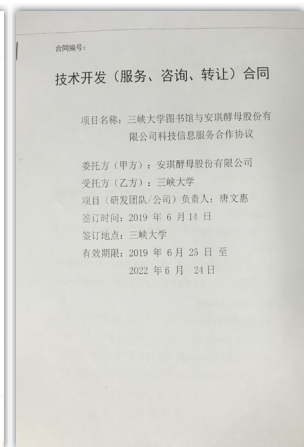 合同编号：
技术开发（服务、咨询、转让）合同
项目名称：三峡大学图书馆与安琪酵母股份有
限公司科技信息服务合作协议
委托方（甲方）：安琪酵母股份有限公司
受托方（乙方）：三峡大学
项目（研发团队/公司）负责人：唐文惠
签订时间：2019 年 6 月 14 日
签订地点：三峡大学
有效期限：2019 年 6 月 25 日 至
2022 年 6 月 24 日